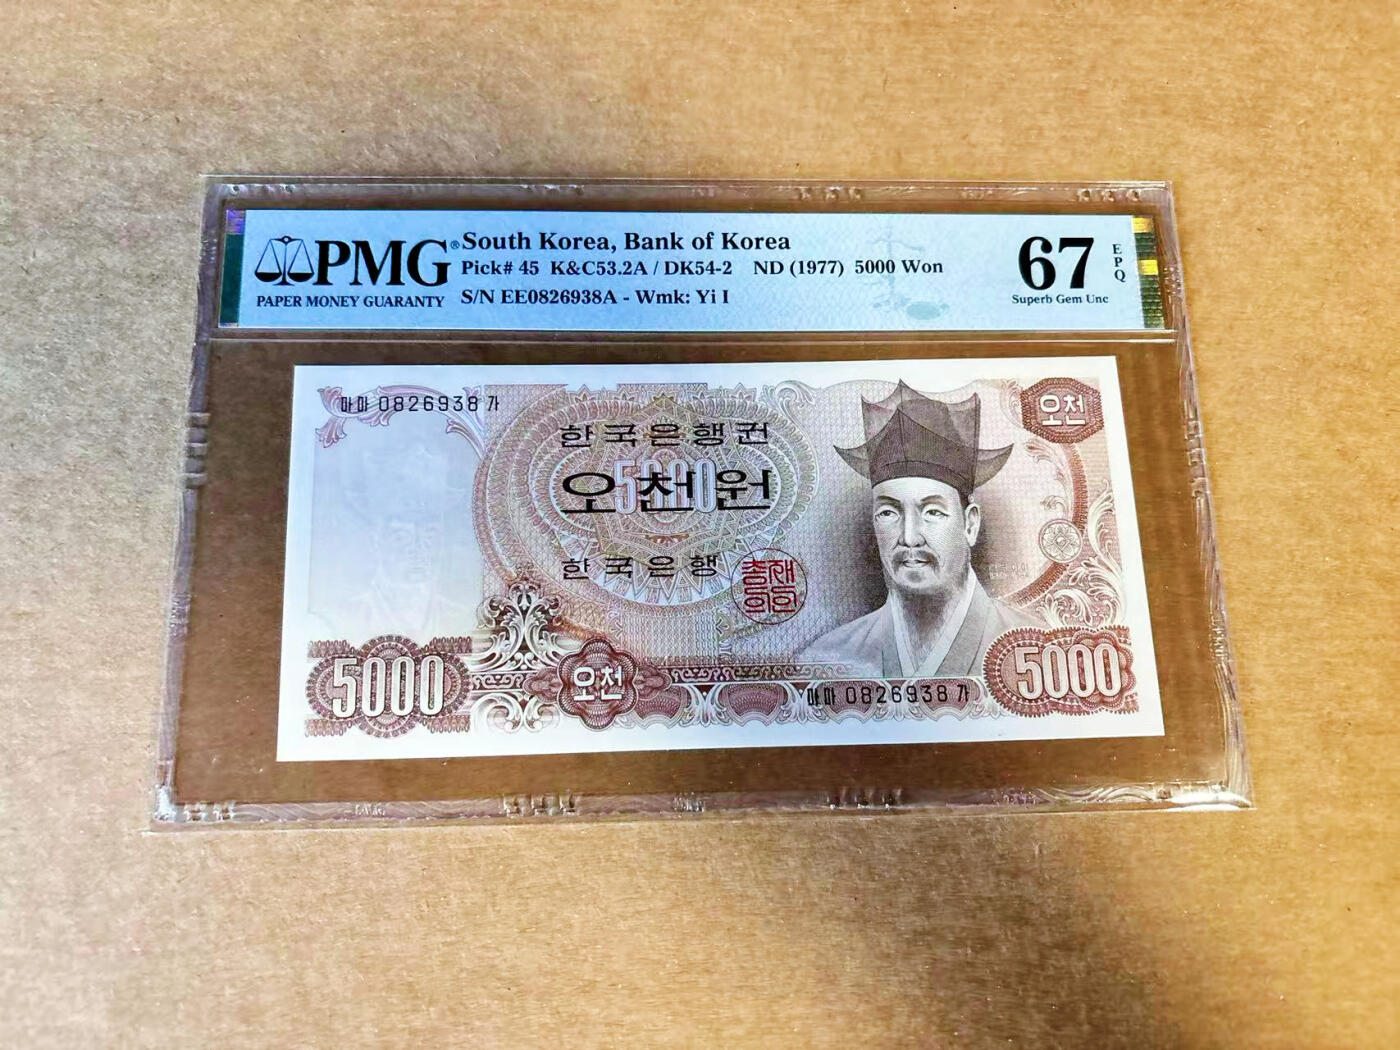 PMG®
PAPER MONEY GUARANTY
South Korea, Bank of Korea
Pick# 45 K&C53.2A / DK54-2 ND (1977) 5000 Won
S/N EE0826938A - Wmk: Yi I
67
Superb Gem Unc
EPQ
마마 0826938 가
오천
한국은행권
5000
오천원
한국은행
5000
오천
마마 0826938 가
5000